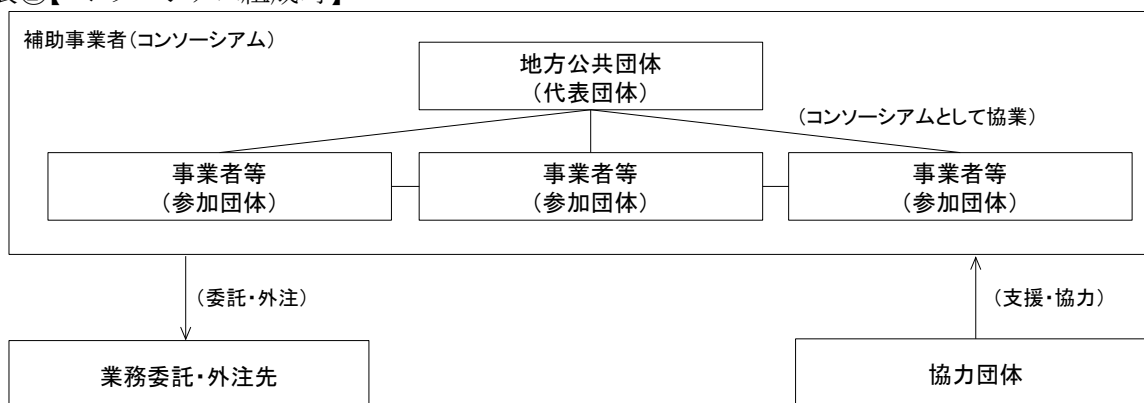 補助事業者(コンソーシアム)
地方公共団体
(代表団体)
(コンソーシアムとして協業)
事業者等
(参加団体)
事業者等
(参加団体)
事業者等
(参加団体)
(委託・外注)
(支援・協力)
業務委託・外注先
協力団体